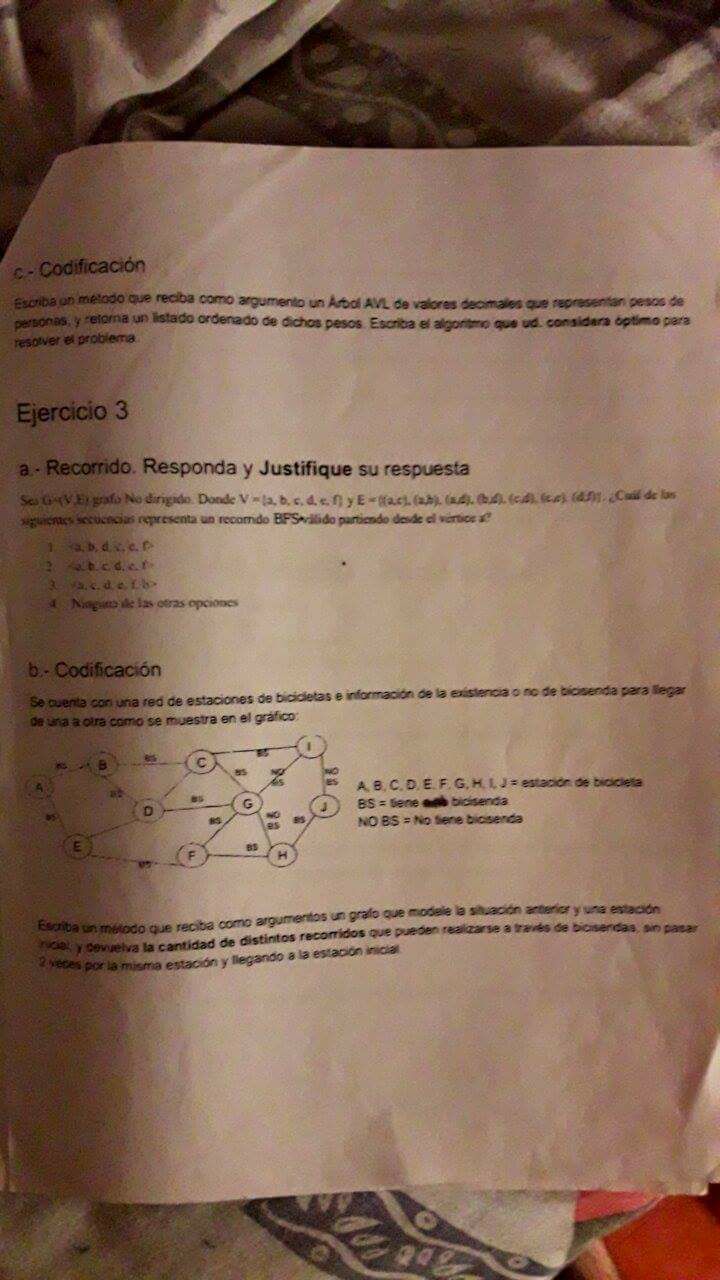 c.- Codificación
Escriba un método que reciba como argumento un Árbol AVL de valores decimales que representan pesos de
personas, y retorna un listado ordenado de dichos pesos. Escriba el algoritmo que ud. considera óptimo para
resolver el problema.
Ejercicio 3
a.- Recorrido. Responda y Justifique su respuesta
Sea G=(V,E) grafo No dirigido. Donde V = {a, b, c, d, e, f} y E = {(a,c), (a,b), (a,d), (b,d), (c,d), (c,e), (d,f)}. ¿Cuál de las
siguientes secuencias representa un recorrido BFS válido partiendo desde el vértice a?
1. <a, b, d, c, e, f>
2. <a, b, c, d, e, f>
3. <a, c, d, e, f, b>
4. Ninguna de las otras opciones
b.- Codificación
Se cuenta con una red de estaciones de bicicletas e información de la existencia o no de bicisenda para llegar
de una a otra como se muestra en el gráfico:
I
BS
BS
BS
B
C
BS
NO
BS
NO
BS
A
BS
A, B, C, D, E, F, G, H, I, J = estación de bicicleta
BS
G
J
BS = tiene bicisenda
D
BS
BS
NO
BS
BS
NO BS = No tiene bicisenda
E
BS
F
BS
H
Escriba un método que reciba como argumentos un grafo que modele la situación anterior y una estación
inicial, y devuelva la cantidad de distintos recorridos que pueden realizarse a través de bicisendas, sin pasar
2 veces por la misma estación y llegando a la estación inicial.